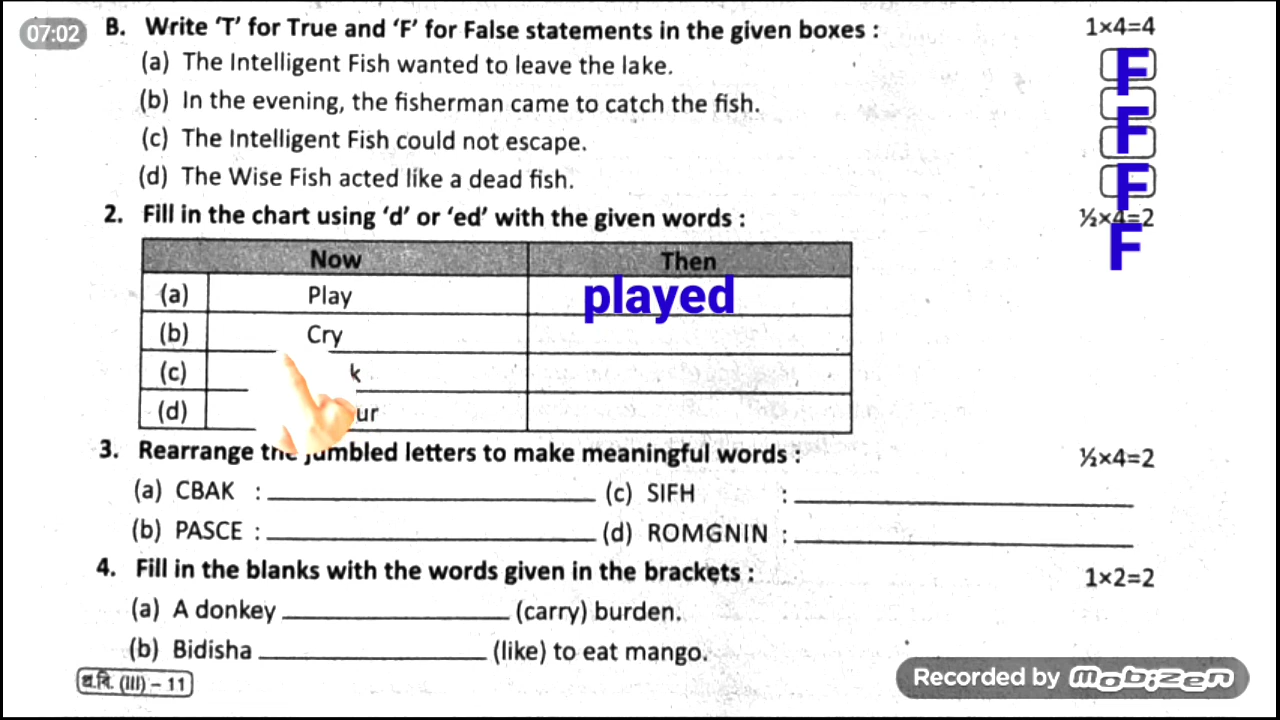 07:02
B. Write 'T' for True and 'F' for False statements in the given boxes : 1×4=4
(a) The Intelligent Fish wanted to leave the lake. F
(b) In the evening, the fisherman came to catch the fish. F
(c) The Intelligent Fish could not escape. F
(d) The Wise Fish acted like a dead fish. F
2. Fill in the chart using 'd' or 'ed' with the given words : ½×4=2
Now Then
(a) Play played
(b) Cry
(c)
(d)
3. Rearrange the jumbled letters to make meaningful words : ½×4=2
(a) CBAK : (c) SIFH :
(b) PASCE : (d) ROMGNIN :
4. Fill in the blanks with the words given in the brackets : 1×2=2
(a) A donkey (carry) burden.
(b) Bidisha (like) to eat mango.
(III) – 11
Recorded by mobizen